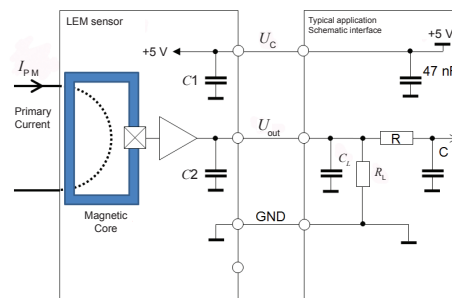 LEM sensor
Typical application
Schematic interface
+5 V
U_C
+5 V
I_PM
C1
47 nF
Primary
Current
U_out
R
C
C2
C_L
R_L
Magnetic
Core
GND